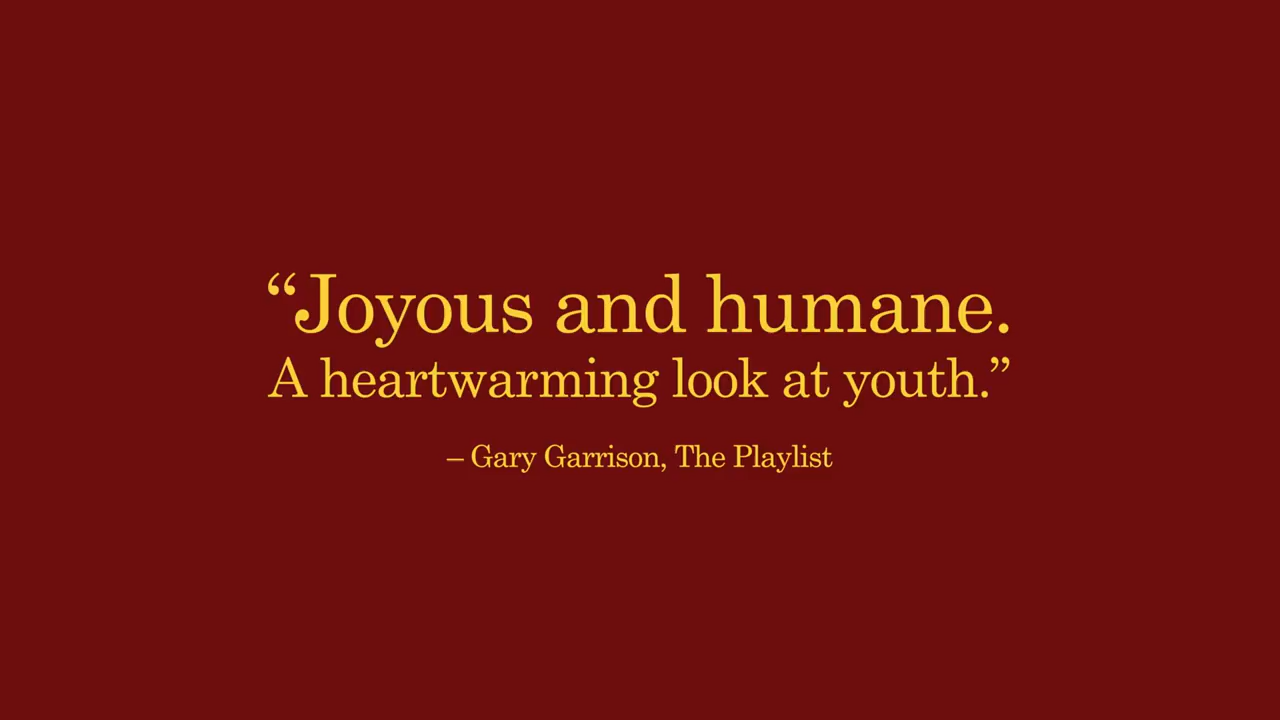 “Joyous and humane.
A heartwarming look at youth.”
– Gary Garrison, The Playlist